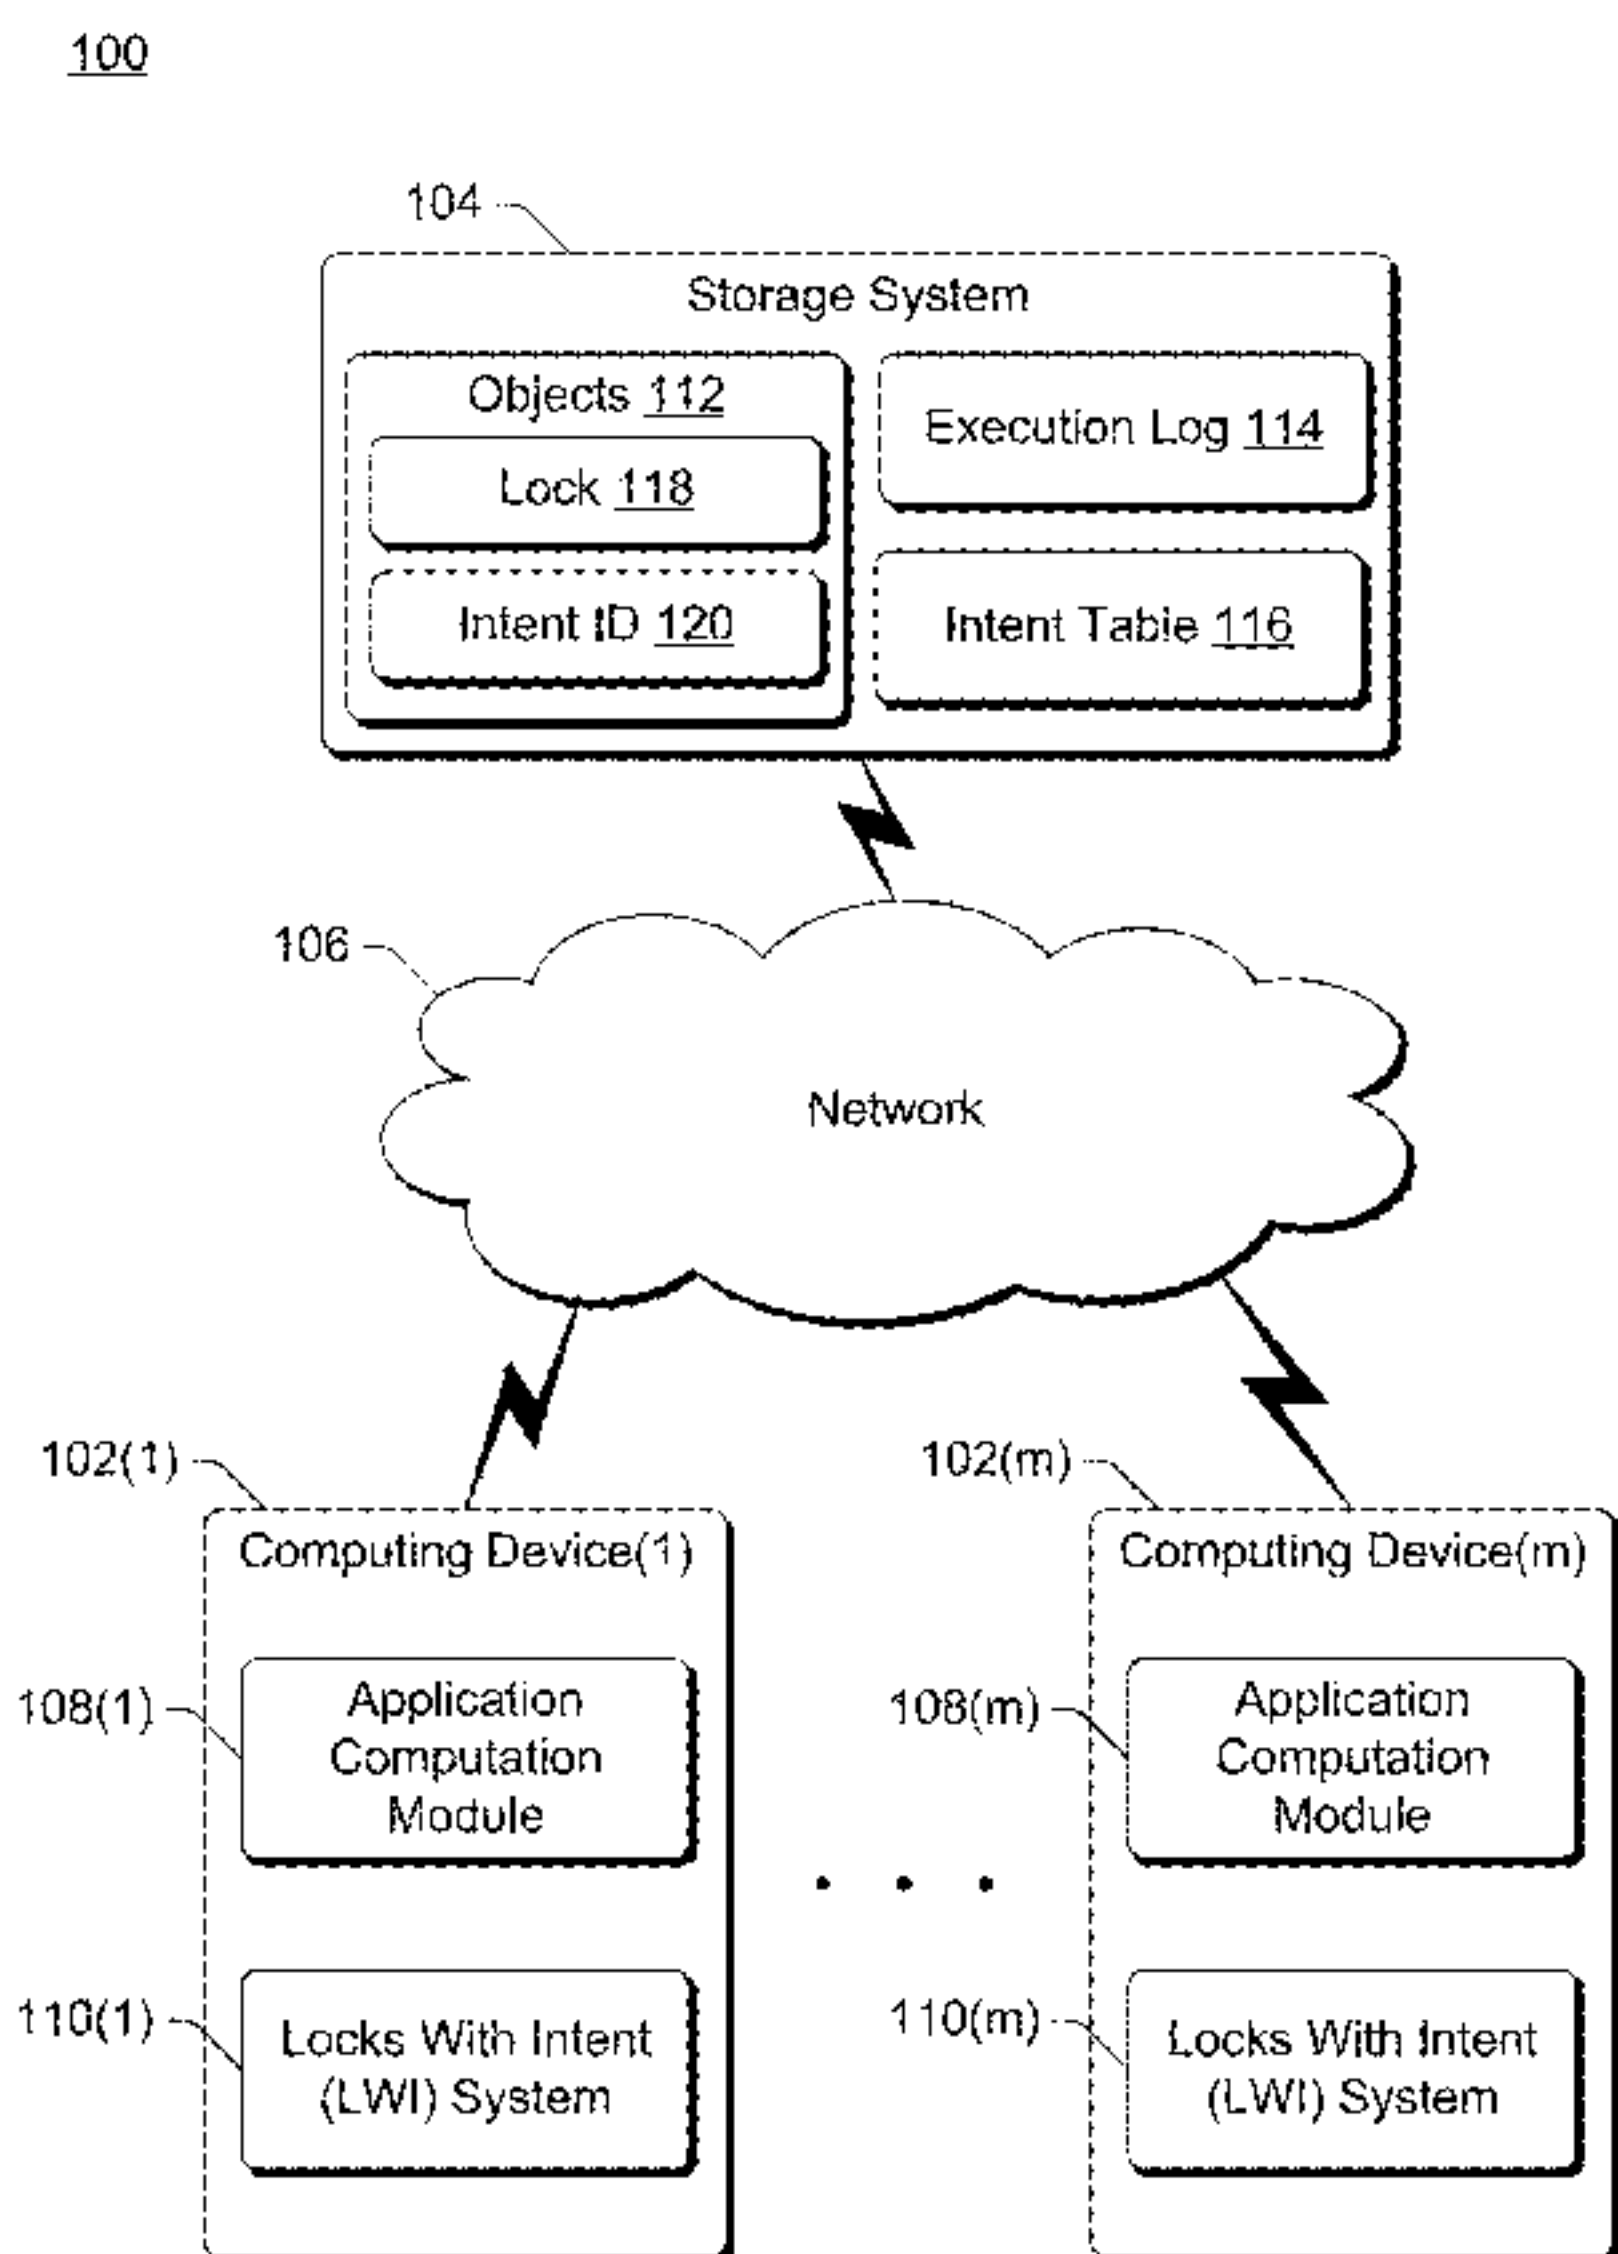 100
104
Storage System
Objects 112
Lock 118
Intent ID 120
Execution Log 114
Intent Table 116
106
Network
102(1)
Computing Device(1)
108(1)
Application
Computation
Module
110(1)
Locks With Intent
(LWI) System
. . .
102(m)
Computing Device(m)
108(m)
Application
Computation
Module
110(m)
Locks With Intent
(LWI) System